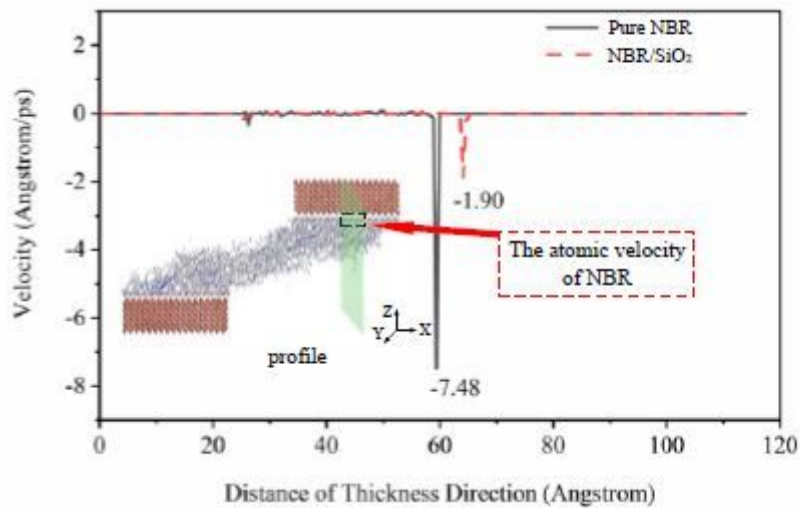 Pure NBR
NBR/SiO₂
Velocity (Angstrom/ps)
2
0
-2
-4
-6
-8
-1.90
The atomic velocity
of NBR
Z
Y
X
profile
-7.48
0
20
40
60
80
100
120
Distance of Thickness Direction (Angstrom)